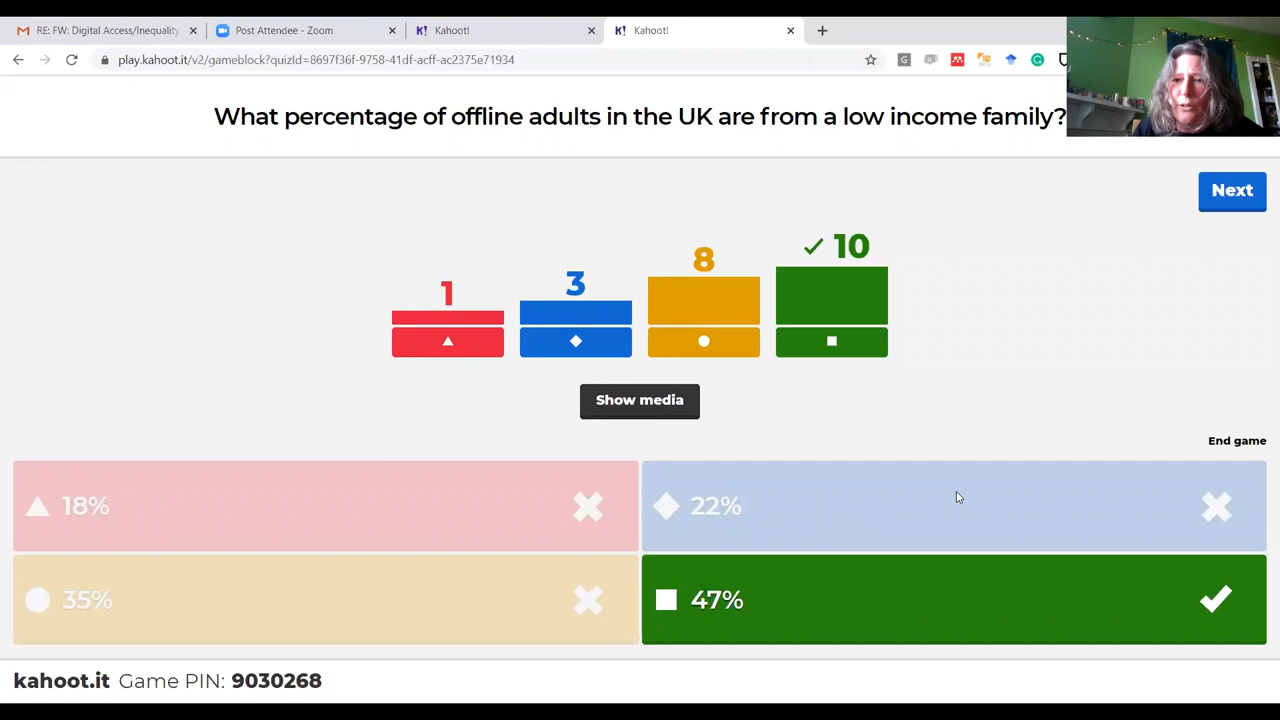 RE: FW: Digital Access/Inequality
Post Attendee - Zoom
Kahoot!
Kahoot!
play.kahoot.it/v2/gameblock?quizId=8697f36f-9758-41df-acff-ac2375e71934
What percentage of offline adults in the UK are from a low income family?
Next
1
3
8
10
Show media
End game
18%
22%
35%
47%
kahoot.it Game PIN: 9030268